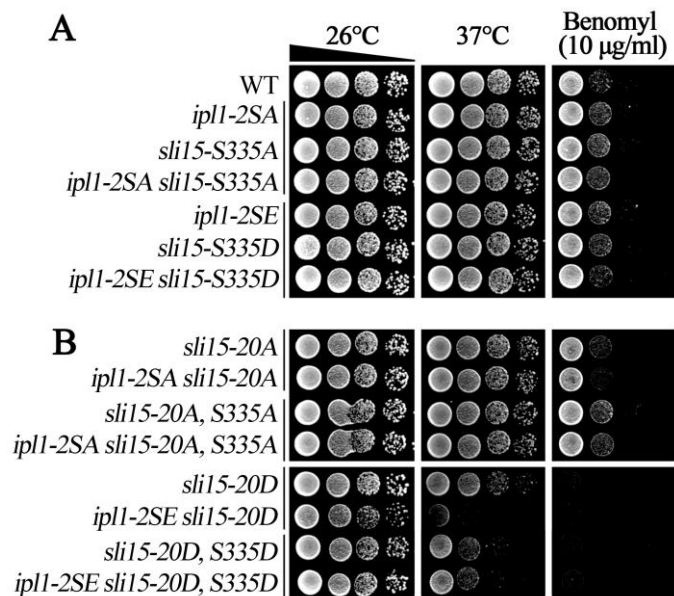 A
26°C
37°C
Benomyl
(10 μg/ml)
WT
ipl1-2SA
sli15-S335A
ipl1-2SA sli15-S335A
ipl1-2SE
sli15-S335D
ipl1-2SE sli15-S335D
B
sli15-20A
ipl1-2SA sli15-20A
sli15-20A, S335A
ipl1-2SA sli15-20A, S335A
sli15-20D
ipl1-2SE sli15-20D
sli15-20D, S335D
ipl1-2SE sli15-20D, S335D